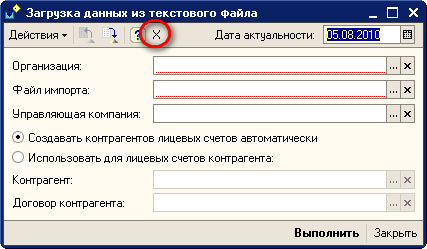 Загрузка данных из текстового файла
Действия Дата актуальности: 05.08.2010
Организация:
Файл импорта:
Управляющая компания:
Создавать контрагентов лицевых счетов автоматически
Использовать для лицевых счетов контрагента:
Контрагент:
Договор контрагента:
Выполнить Закрыть